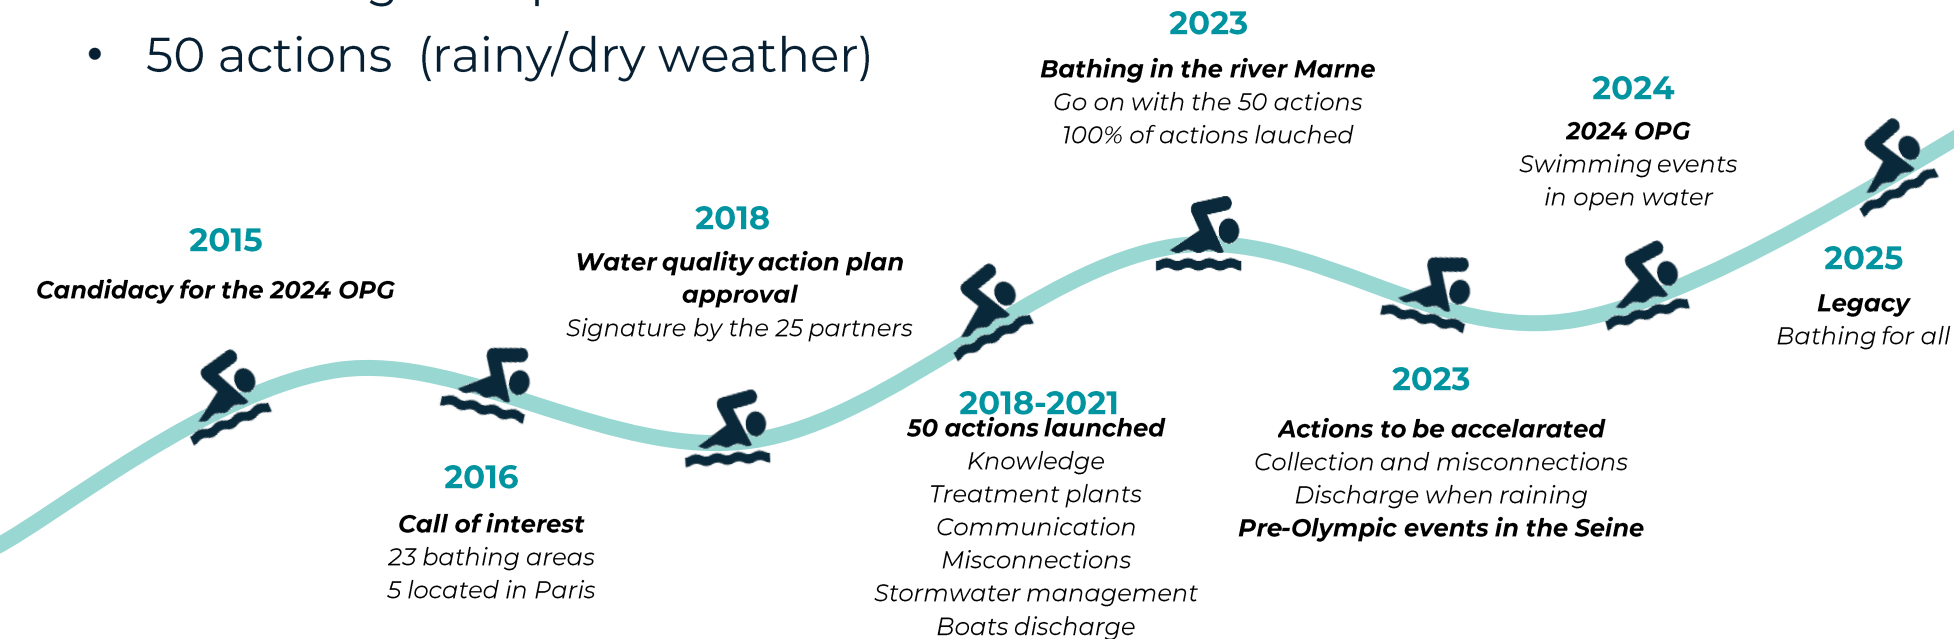 • 50 actions (rainy/dry weather)
2015
Candidacy for the 2024 OPG
2016
Call of interest
23 bathing areas
5 located in Paris
2018
Water quality action plan
approval
Signature by the 25 partners
2018-2021
50 actions launched
Knowledge
Treatment plants
Communication
Misconnections
Stormwater management
Boats discharge
2023
Bathing in the river Marne
Go on with the 50 actions
100% of actions lauched
2023
Actions to be accelarated
Collection and misconnections
Discharge when raining
Pre-Olympic events in the Seine
2024
2024 OPG
Swimming events
in open water
2025
Legacy
Bathing for all